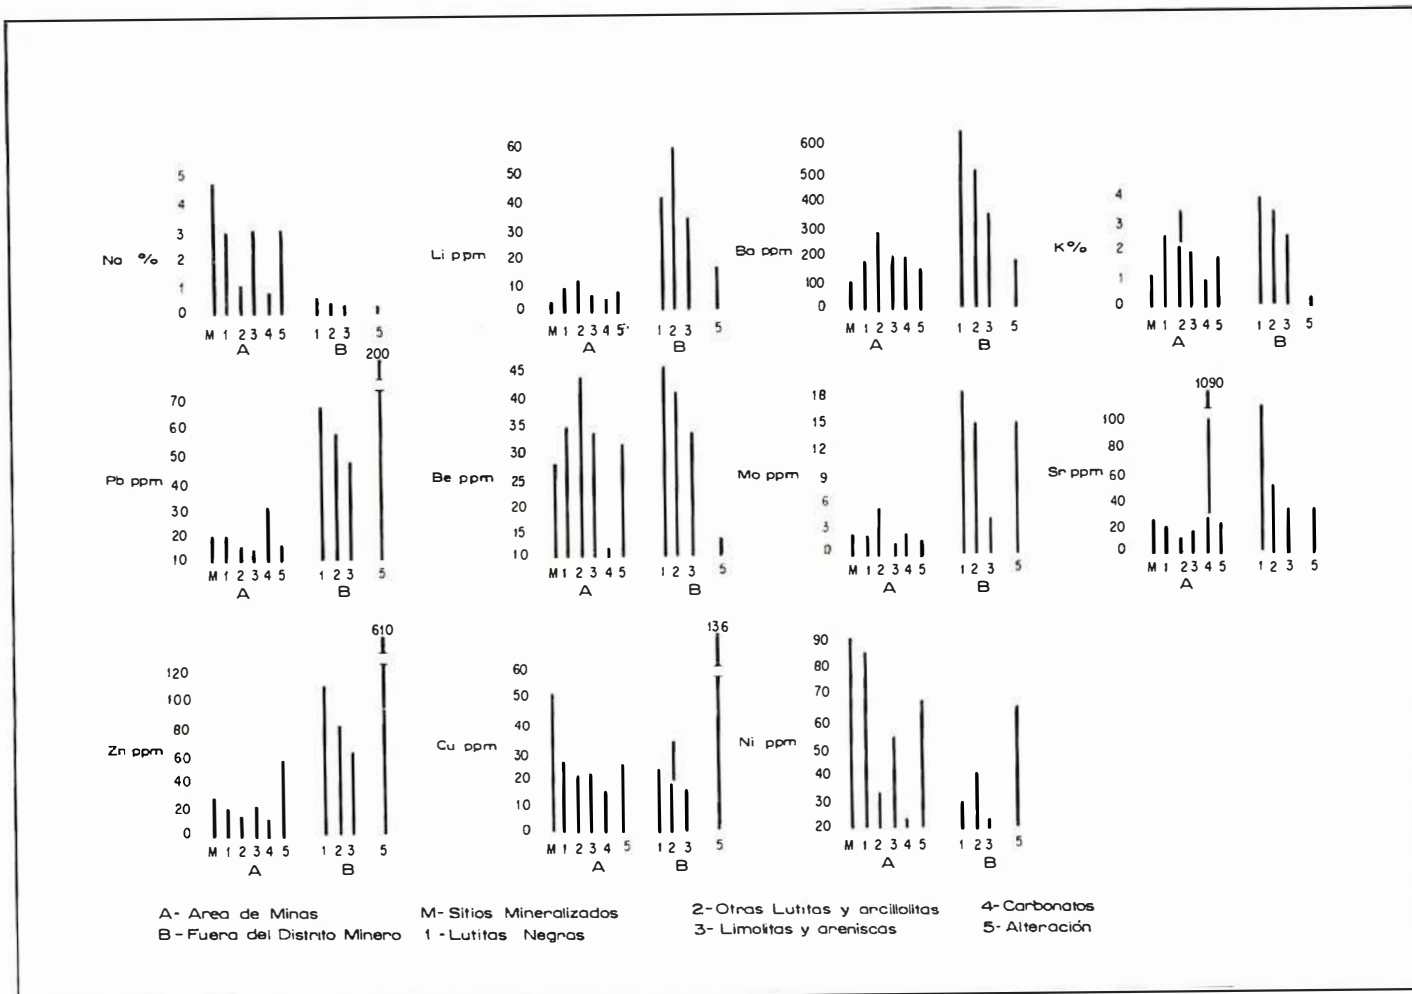 Na %
5
4
3
2
1
0
M 1 2 3 4 5
A
1 2 3 5
B
Li ppm
60
50
40
30
20
10
0
M 1 2 3 4 5
A
1 2 3 5
B
Ba ppm
600
500
400
300
200
100
0
M 1 2 3 4 5
A
1 2 3 5
B
K%
4
3
2
1
0
M 1 2 3 4 5
A
1 2 3 5
B
Pb ppm
200
70
60
50
40
30
20
10
M 1 2 3 4 5
A
1 2 3 5
B
Be ppm
45
40
35
30
25
20
15
10
M 1 2 3 4 5
A
1 2 3 5
B
Mo ppm
18
15
12
9
6
3
0
M 1 2 3 4 5
A
1 2 3 5
B
Sr ppm
1090
100
80
60
40
20
0
M 1 2 3 4 5
A
1 2 3 5
Zn ppm
610
120
100
80
60
40
20
0
M 1 2 3 4 5
A
1 2 3 5
B
Cu ppm
136
60
50
40
30
20
10
0
M 1 2 3 4 5
A
1 2 3 5
B
Ni ppm
90
80
70
60
50
40
30
20
M 1 2 3 4 5
A
1 2 3 5
B
A- Area de Minas
B-Fuera del Distrito Minero
M-Sitios Mineralizados
1 -Lutitas Negras
2-Otras Lutitas y arcillolitas
3- Limolitas y areniscas
4-Carbonatos
5- Alteración